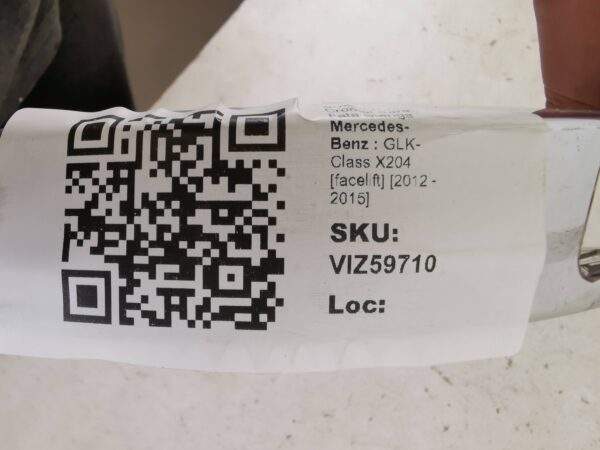 Mercedes-
Benz : GLK-
Class X204
[facelift] [2012 -
2015]
SKU:
VIZ59710
Loc: